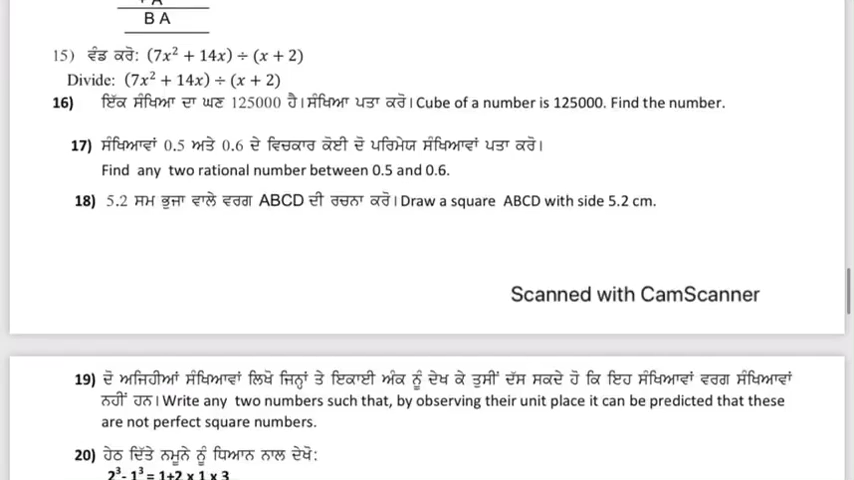 B A
15) ਵੰਡ ਕਰੋ: (7x² + 14x) ÷ (x + 2)
Divide: (7x² + 14x) ÷ (x + 2)
16) ਇੱਕ ਸੰਖਿਆ ਦਾ ਘਣ 125000 ਹੈ। ਸੰਖਿਆ ਪਤਾ ਕਰੋ। Cube of a number is 125000. Find the number.
17) ਸੰਖਿਆਵਾਂ 0.5 ਅਤੇ 0.6 ਦੇ ਵਿਚਕਾਰ ਕੋਈ ਦੋ ਪਰਿਮੇਯ ਸੰਖਿਆਵਾਂ ਪਤਾ ਕਰੋ।
Find any two rational number between 0.5 and 0.6.
18) 5.2 ਸਮ ਭੁਜਾ ਵਾਲੇ ਵਰਗ ABCD ਦੀ ਰਚਨਾ ਕਰੋ। Draw a square ABCD with side 5.2 cm.
Scanned with CamScanner
19) ਦੋ ਅਜਿਹੀਆਂ ਸੰਖਿਆਵਾਂ ਲਿਖੋ ਜਿਨ੍ਹਾਂ ਤੇ ਇਕਾਈ ਅੰਕ ਨੂੰ ਦੇਖ ਕੇ ਤੁਸੀਂ ਦੱਸ ਸਕਦੇ ਹੋ ਕਿ ਇਹ ਸੰਖਿਆਵਾਂ ਵਰਗ ਸੰਖਿਆਵਾਂ
ਨਹੀਂ ਹਨ। Write any two numbers such that, by observing their unit place it can be predicted that these
are not perfect square numbers.
20) ਹੇਠ ਦਿੱਤੇ ਨਮੂਨੇ ਨੂੰ ਧਿਆਨ ਨਾਲ ਦੇਖੋ:
2³- 1³ = 1+2 x 1 x 3